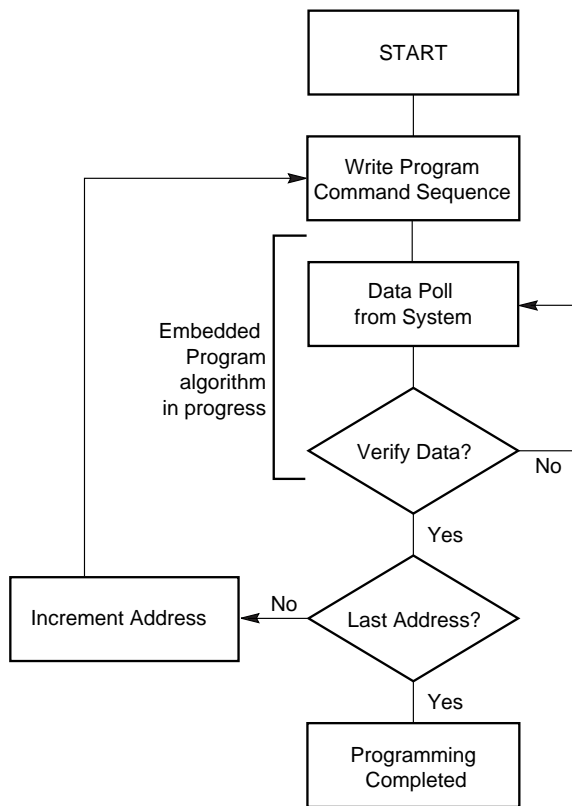 START
Write Program
Command Sequence
Data Poll
from System
Embedded
Program
algorithm
in progress
Verify Data?
No
Yes
Increment Address
No
Last Address?
Yes
Programming
Completed